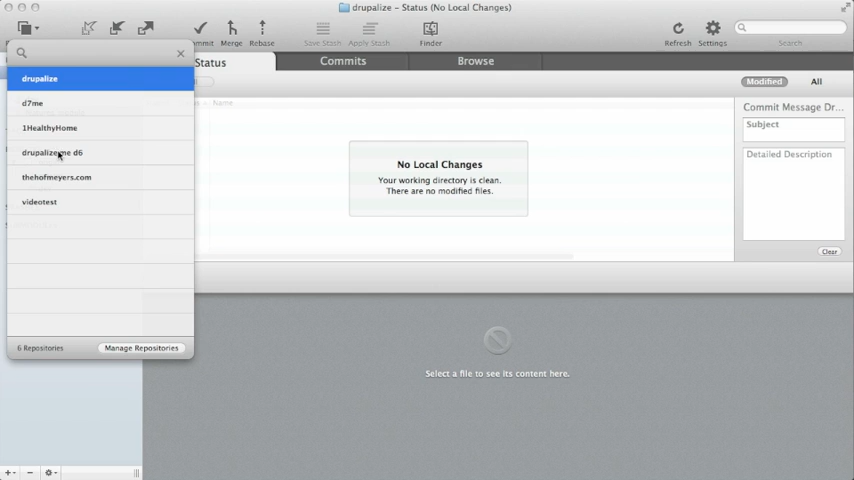 drupalize – Status (No Local Changes)
Commit
Merge
Rebase
Save Stash
Apply Stash
Finder
Refresh
Settings
Search
Status
Commits
Browse
Modified
All
Name
drupalize
d7me
1HealthyHome
drupalizeme d6
thehofmeyers.com
videotest
6 Repositories
Manage Repositories
No Local Changes
Your working directory is clean.
There are no modified files.
Commit Message Dr...
Subject
Detailed Description
Clear
Select a file to see its content here.